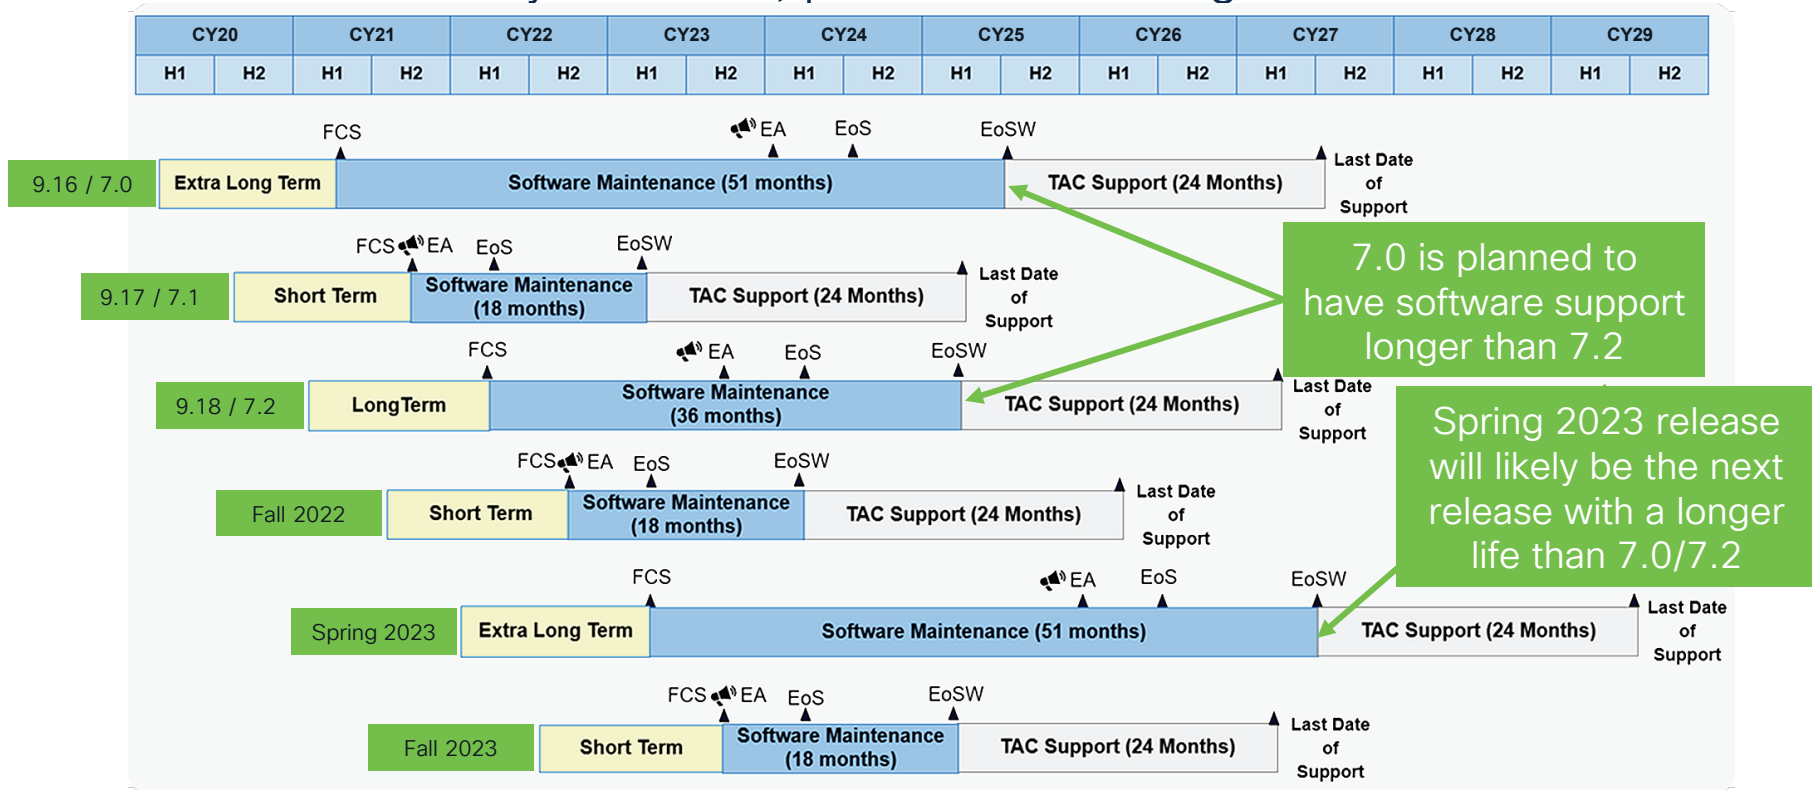 CY20 CY21 CY22 CY23 CY24 CY25 CY26 CY27 CY28 CY29
H1 H2 H1 H2 H1 H2 H1 H2 H1 H2 H1 H2 H1 H2 H1 H2 H1 H2 H1 H2
FCS EA EoS EoSW
9.16 / 7.0 Extra Long Term Software Maintenance (51 months) TAC Support (24 Months)
Last Date
of
Support
FCS EA EoS EoSW
9.17 / 7.1 Short Term
Software Maintenance
(18 months)
TAC Support (24 Months)
Last Date
of
Support
7.0 is planned to
have software support
longer than 7.2
FCS EA EoS EoSW
9.18 / 7.2 LongTerm
Software Maintenance
(36 months)
TAC Support (24 Months)
Last Date
of
Support
Spring 2023 release
will likely be the next
release with a longer
life than 7.0/7.2
FCS EA EoS EoSW
Fall 2022 Short Term
Software Maintenance
(18 months)
TAC Support (24 Months)
Last Date
of
Support
FCS EA EoS EoSW
Spring 2023 Extra Long Term Software Maintenance (51 months) TAC Support (24 Months)
Last Date
of
Support
FCS EA EoS EoSW
Fall 2023 Short Term
Software Maintenance
(18 months)
TAC Support (24 Months)
Last Date
of
Support